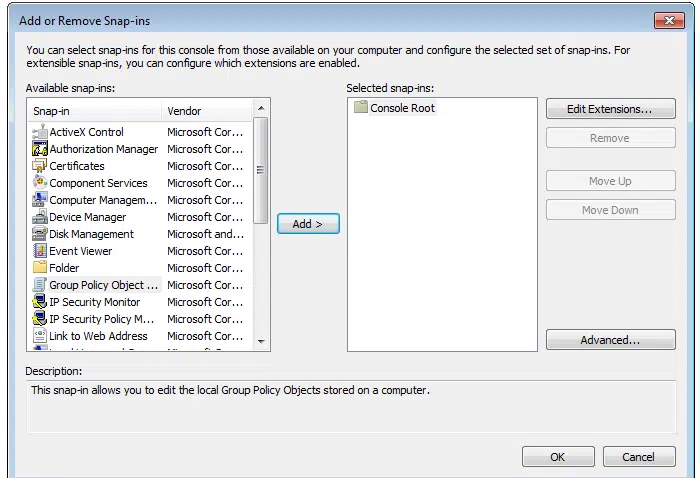 Add or Remove Snap-ins
You can select snap-ins for this console from those available on your computer and configure the selected set of snap-ins. For
extensible snap-ins, you can configure which extensions are enabled.
Available snap-ins:
Selected snap-ins:
Snap-in Vendor
ActiveX Control Microsoft Cor...
Authorization Manager Microsoft Cor...
Certificates Microsoft Cor...
Component Services Microsoft Cor...
Computer Managem... Microsoft Cor...
Device Manager Microsoft Cor...
Disk Management Microsoft and...
Event Viewer Microsoft Cor...
Folder Microsoft Cor...
Group Policy Object ... Microsoft Cor...
IP Security Monitor Microsoft Cor...
IP Security Policy M... Microsoft Cor...
Link to Web Address Microsoft Cor...
Add >
Console Root
Edit Extensions...
Remove
Move Up
Move Down
Advanced...
Description:
This snap-in allows you to edit the local Group Policy Objects stored on a computer.
OK Cancel